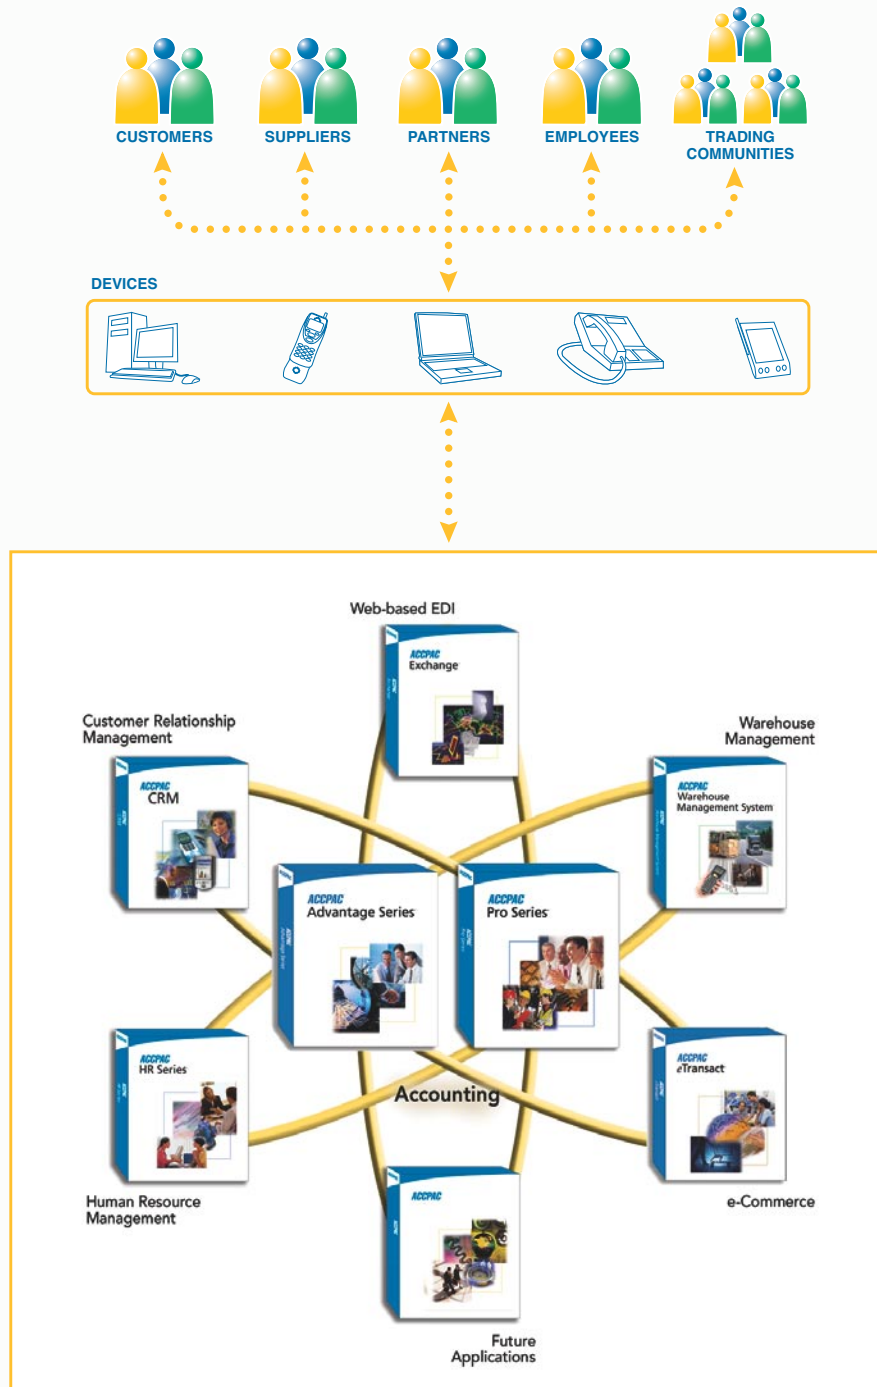 CUSTOMERS
SUPPLIERS
PARTNERS
EMPLOYEES
TRADING
COMMUNITIES
DEVICES
Web-based EDI
ACCPAC
Exchange
Customer Relationship
Management
ACCPAC
CRM
Warehouse
Management
ACCPAC
Warehouse
Management System
ACCPAC
Advantage Series
ACCPAC
Pro Series
ACCPAC
HR Series
ACCPAC
eTransact
Accounting
Human Resource
Management
e-Commerce
ACCPAC
Future
Applications